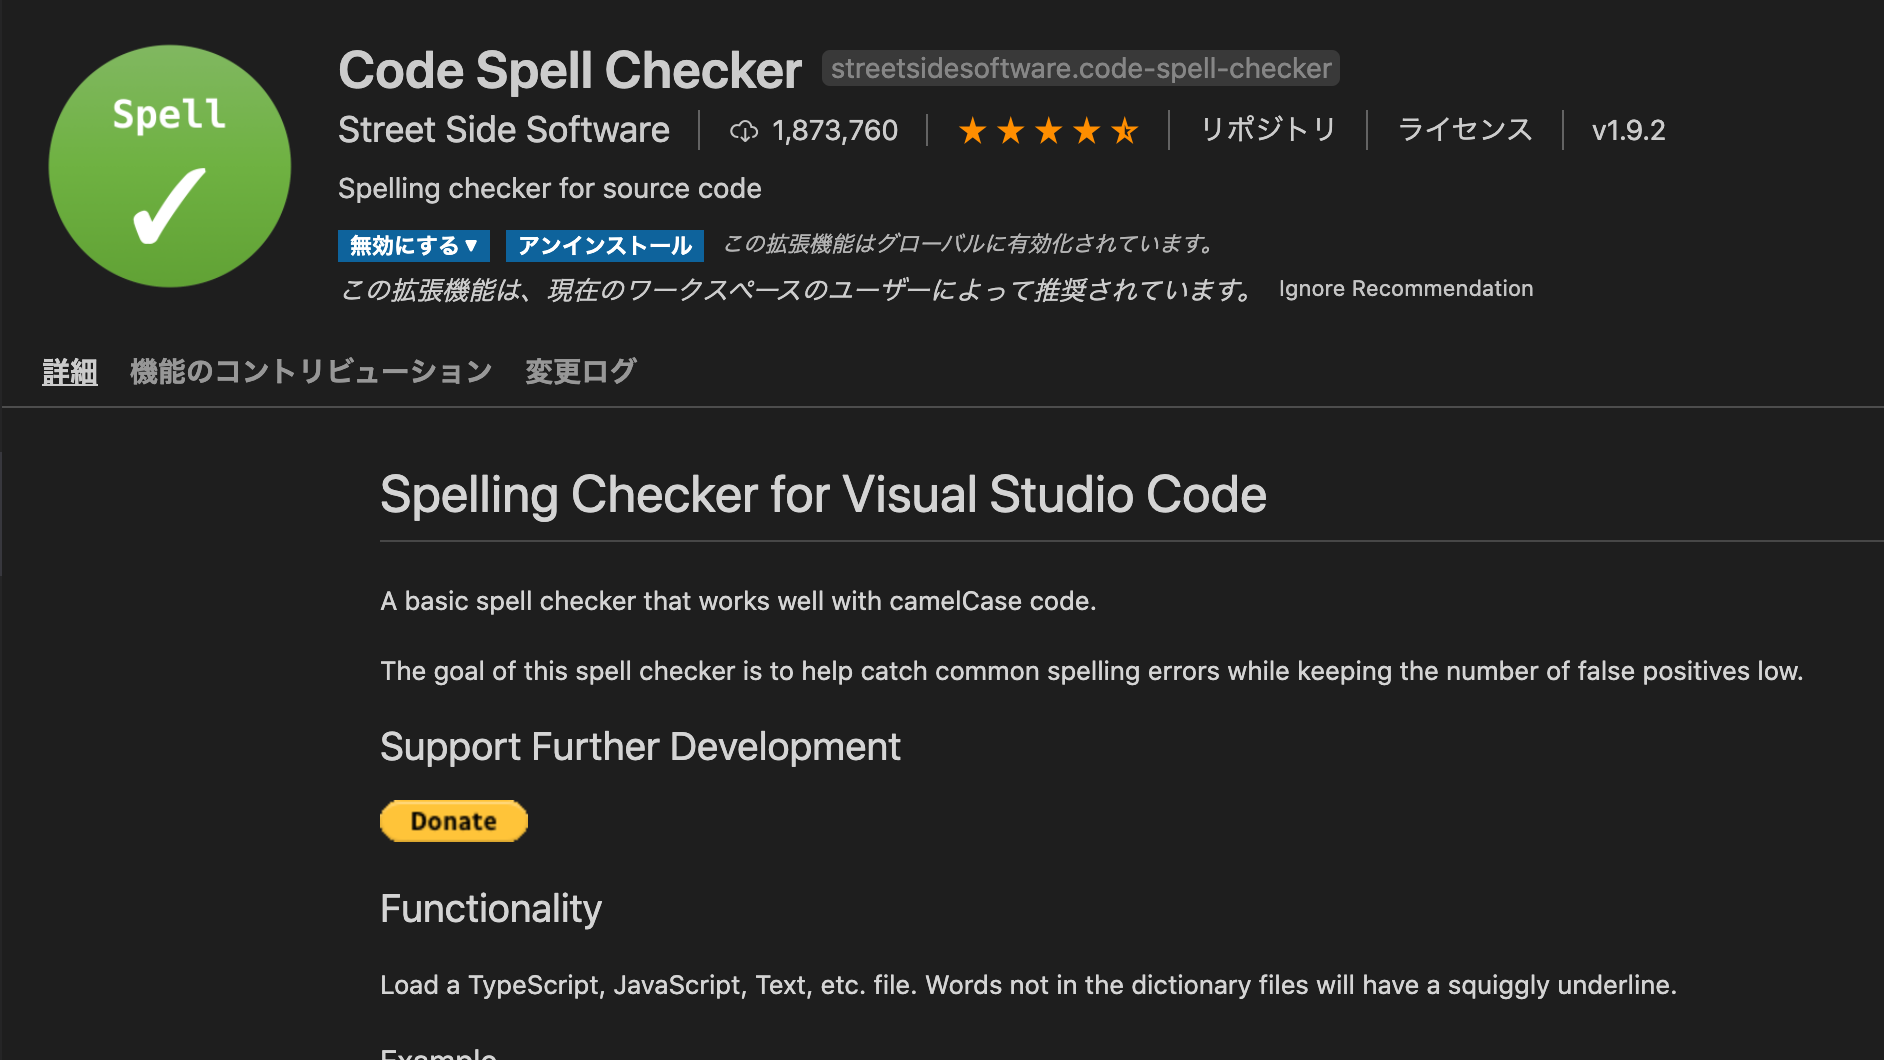 Spell
Code Spell Checker streetsidesoftware.code-spell-checker
Street Side Software 1,873,760 リポジトリ ライセンス v1.9.2
Spelling checker for source code
無効にする▼ アンインストール この拡張機能はグローバルに有効化されています。
この拡張機能は、現在のワークスペースのユーザーによって推奨されています。 Ignore Recommendation
詳細 機能のコントリビューション 変更ログ
Spelling Checker for Visual Studio Code
A basic spell checker that works well with camelCase code.
The goal of this spell checker is to help catch common spelling errors while keeping the number of false positives low.
Support Further Development
Donate
Functionality
Load a TypeScript, JavaScript, Text, etc. file. Words not in the dictionary files will have a squiggly underline.
Example